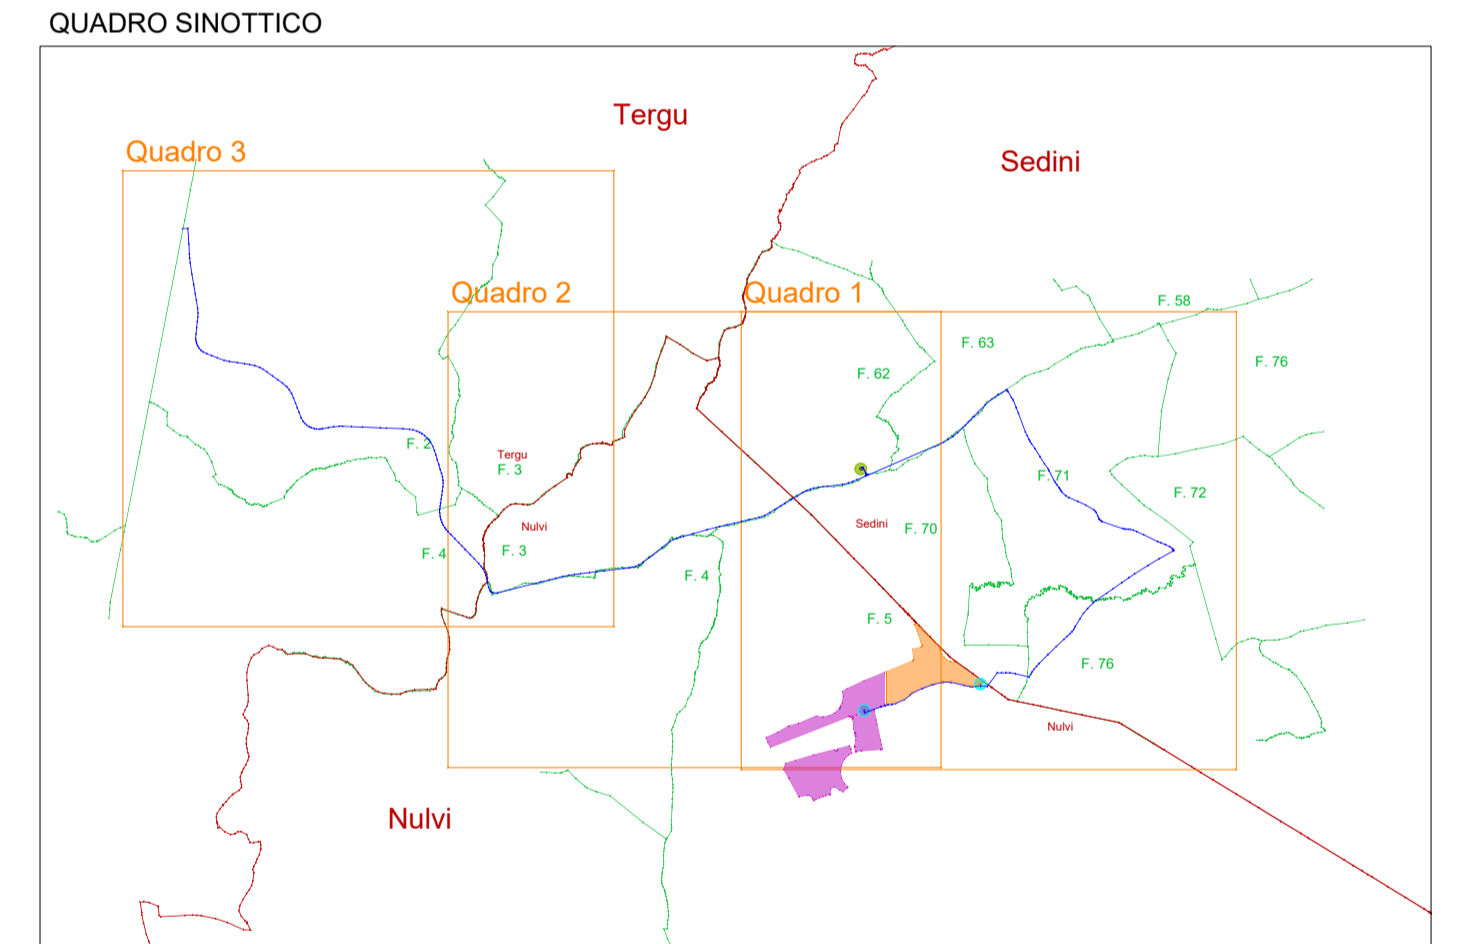 QUADRO SINOTTICO
Tergu
Quadro 3
Sedini
Quadro 2
Quadro 1
F. 58
F. 63
F. 76
F. 62
F. 2
Tergu
F. 3
F. 71
F. 72
Nulvi
Sedini
F. 70
F. 4
F. 3
F. 4
F. 5
F. 76
Nulvi
Nulvi